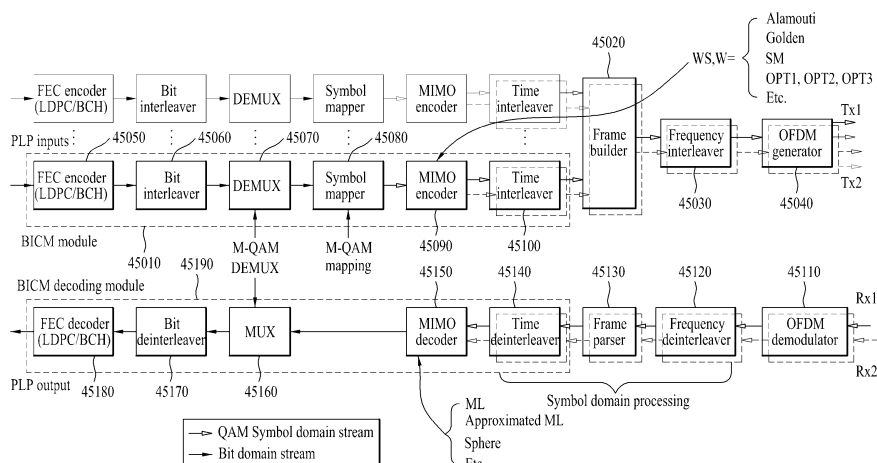 Alamouti
Golden
WS,W=
SM
OPT1, OPT2, OPT3
Etc.
45020
FEC encoder
(LDPC/BCH)
Bit
interleaver
DEMUX
Symbol
mapper
MIMO
encoder
Time
interleaver
PLP inputs
45050
45060
45070
45080
Frame
builder
Frequency
interleaver
OFDM
generator
Tx1
Tx2
FEC encoder
(LDPC/BCH)
Bit
interleaver
DEMUX
Symbol
mapper
MIMO
encoder
Time
interleaver
45030
45040
BICM module
45010
M-QAM
DEMUX
M-QAM
mapping
45090
45100
45190
45150
45140
45130
45120
45110
BICM decoding module
Rx1
FEC decoder
(LDPC/BCH)
Bit
deinterleaver
MUX
MIMO
decoder
Time
deinterleaver
Frame
parser
Frequency
deinterleaver
OFDM
demodulator
Rx2
PLP output
45180
45170
45160
Symbol domain processing
ML
Approximated ML
Sphere
Etc.
QAM Symbol domain stream
Bit domain stream